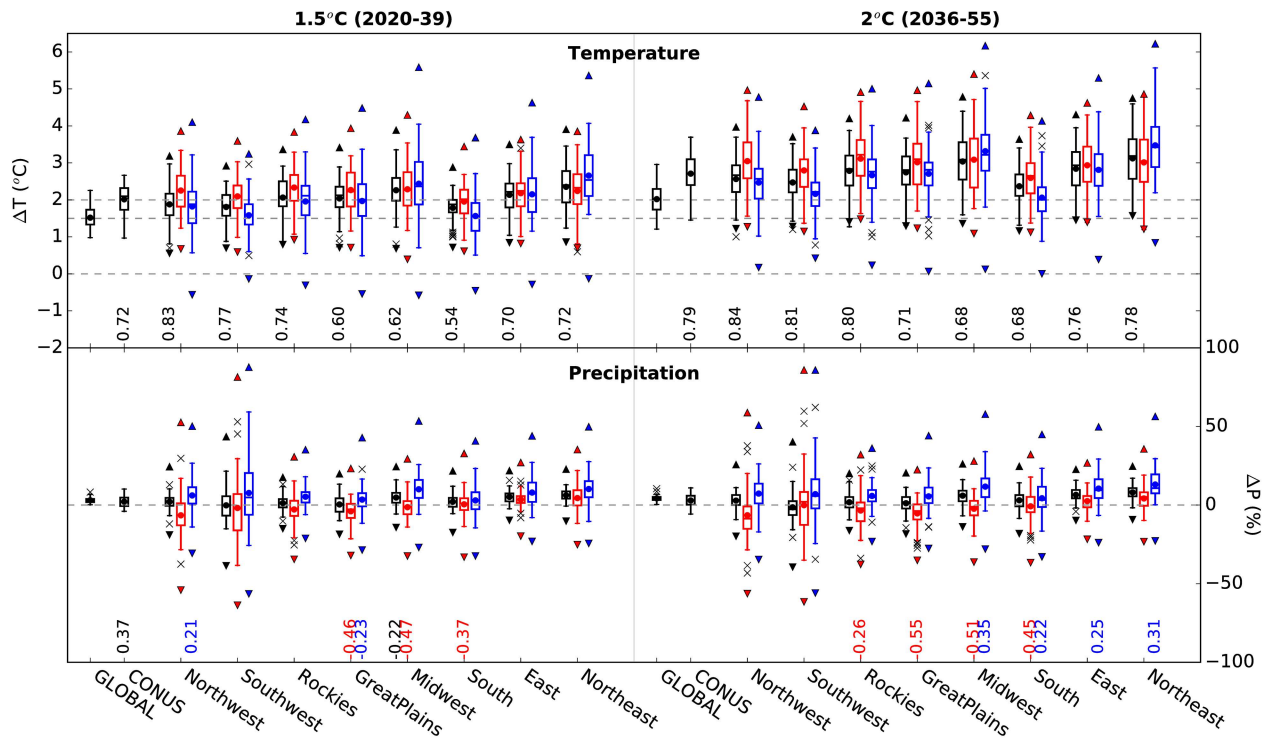 1.5°C (2020-39) 2°C (2036-55)
Temperature
6
5
4
3
2
1
0
−1
−2
ΔT (°C)
0.72 0.83 0.77 0.74 0.60 0.62 0.54 0.70 0.72 0.79 0.84 0.81 0.80 0.71 0.68 0.68 0.76 0.78
Precipitation
100
50
0
−50
−100
ΔP (%)
0.37 0.21 -0.46 -0.23 -0.22 -0.47 -0.37 -0.26 -0.55 -0.51 0.35 -0.45 0.22 0.25 0.31
GLOBAL CONUS Northwest Southwest Rockies GreatPlains Midwest South East Northeast GLOBAL CONUS Northwest Southwest Rockies GreatPlains Midwest South East Northeast